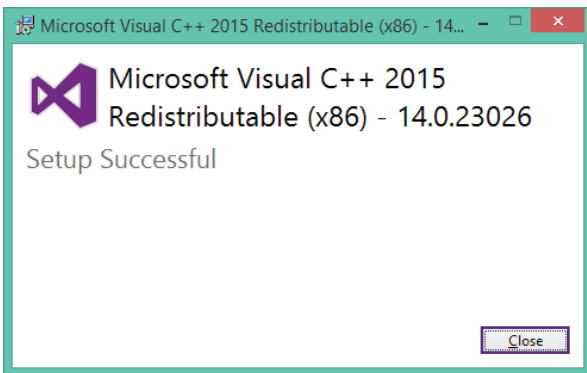 Microsoft Visual C++ 2015 Redistributable (x86) - 14...
Microsoft Visual C++ 2015
Redistributable (x86) - 14.0.23026
Setup Successful
Close